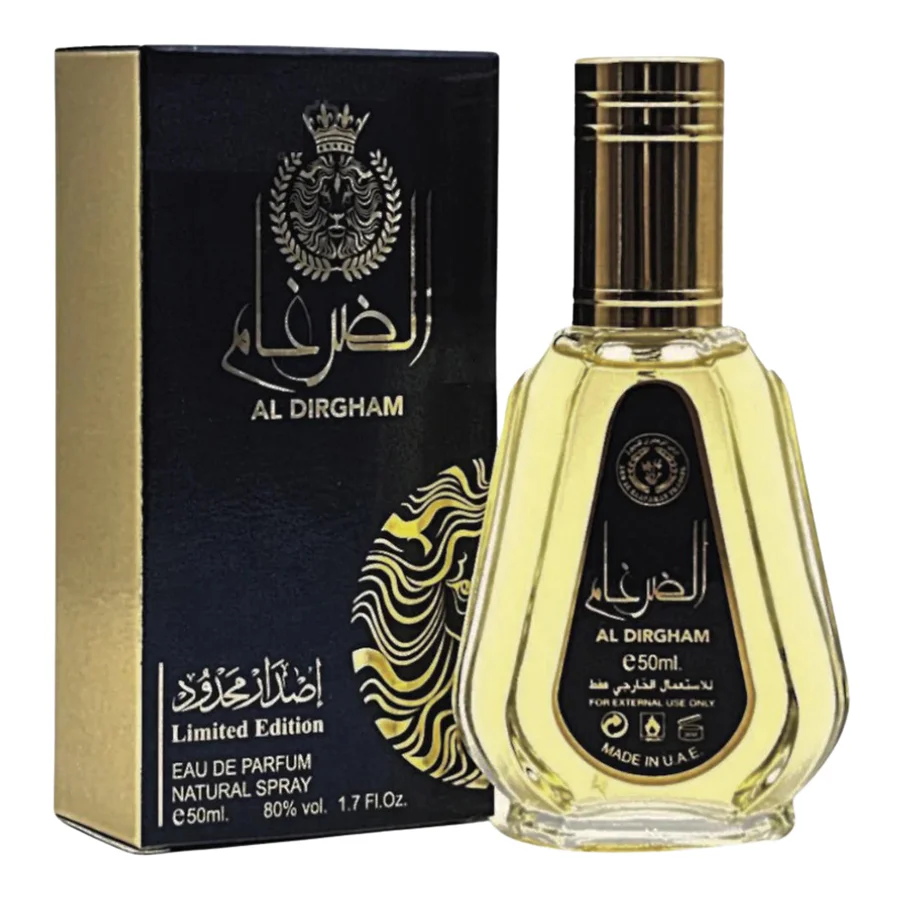 الضرغام
AL DIRGHAM
إصدار محدود
Limited Edition
EAU DE PARFUM
NATURAL SPRAY
℮50ml. 80% vol. 1.7 Fl.Oz.
الضرغام
AL DIRGHAM
℮50ml.
للاستعمال الخارجي فقط
FOR EXTERNAL USE ONLY
MADE IN U.A.E.